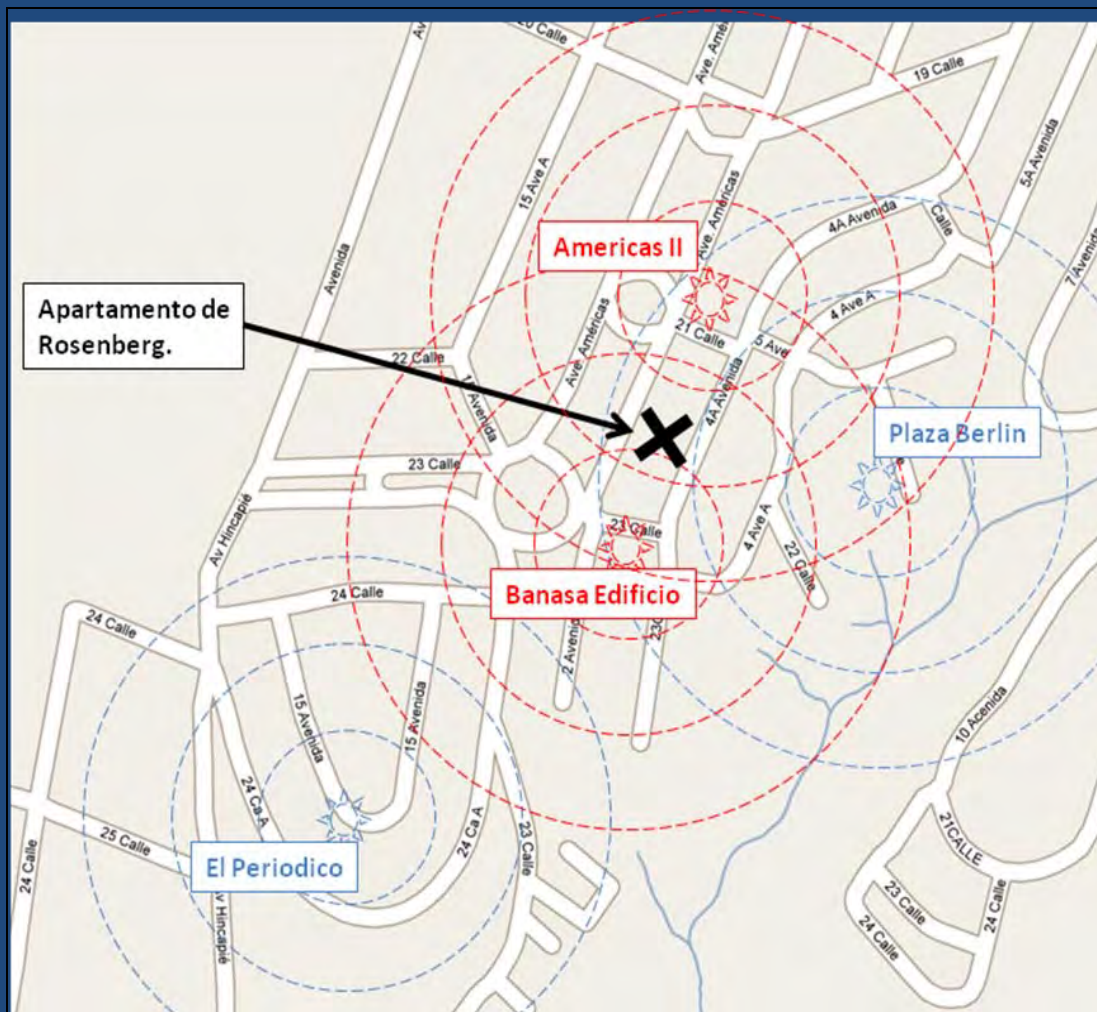 Av
20 Calle
Ave. Améri
19 Calle
15 Ave A
5A Avenida
Avenida
Americas II
Ave. Américas
4A Avenida
Calle
7 Avenida
Apartamento de
Rosenberg.
4 Ave A
21 Calle
5 Ave
22 Calle
Ave Américas
4A Avenida
Plaza Berlin
23 Calle
Av Hincapié
23 Calle
4 Ave A
22 Calle
Banasa Edificio
24 Calle
24 Calle
2 Avenida
15 Avenida
15 Avenida
10 Acenida
24 Ca A
24 Ca A
23 Calle
25 Calle
24 Calle
El Periodico
Av Hincapié
21CALLE
23 Calle
24 Calle
24 Calle